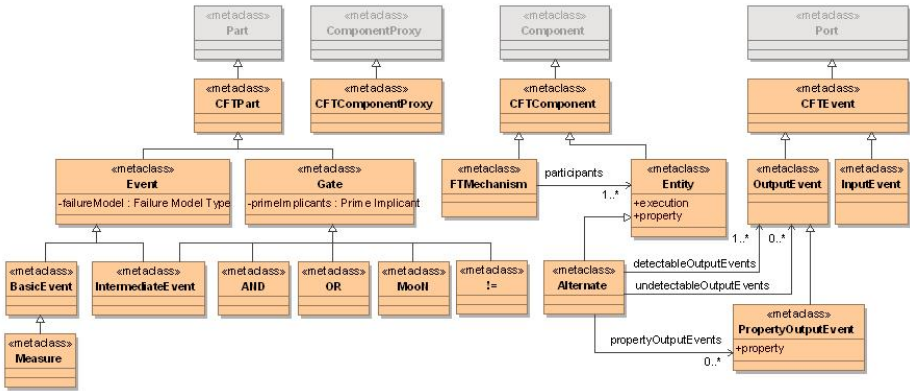 «metaclass»
Part
«metaclass»
ComponentProxy
«metaclass»
Component
«metaclass»
Port
«metaclass»
CFTPart
«metaclass»
CFTComponentProxy
«metaclass»
CFTComponent
«metaclass»
CFTEvent
«metaclass»
Event
-failureModel : Failure Model Type
«metaclass»
Gate
-primeImplicants : Prime Implicant
«metaclass»
FTMechanism
participants
1..*
«metaclass»
Entity
+execution
+property
«metaclass»
OutputEvent
«metaclass»
InputEvent
1..*
0..*
«metaclass»
BasicEvent
«metaclass»
IntermediateEvent
«metaclass»
AND
«metaclass»
OR
«metaclass»
MooN
«metaclass»
!=
«metaclass»
Alternate
detectableOutputEvents
undetectableOutputEvents
«metaclass»
Measure
propertyOutputEvents
0..*
«metaclass»
PropertyOutputEvent
+property